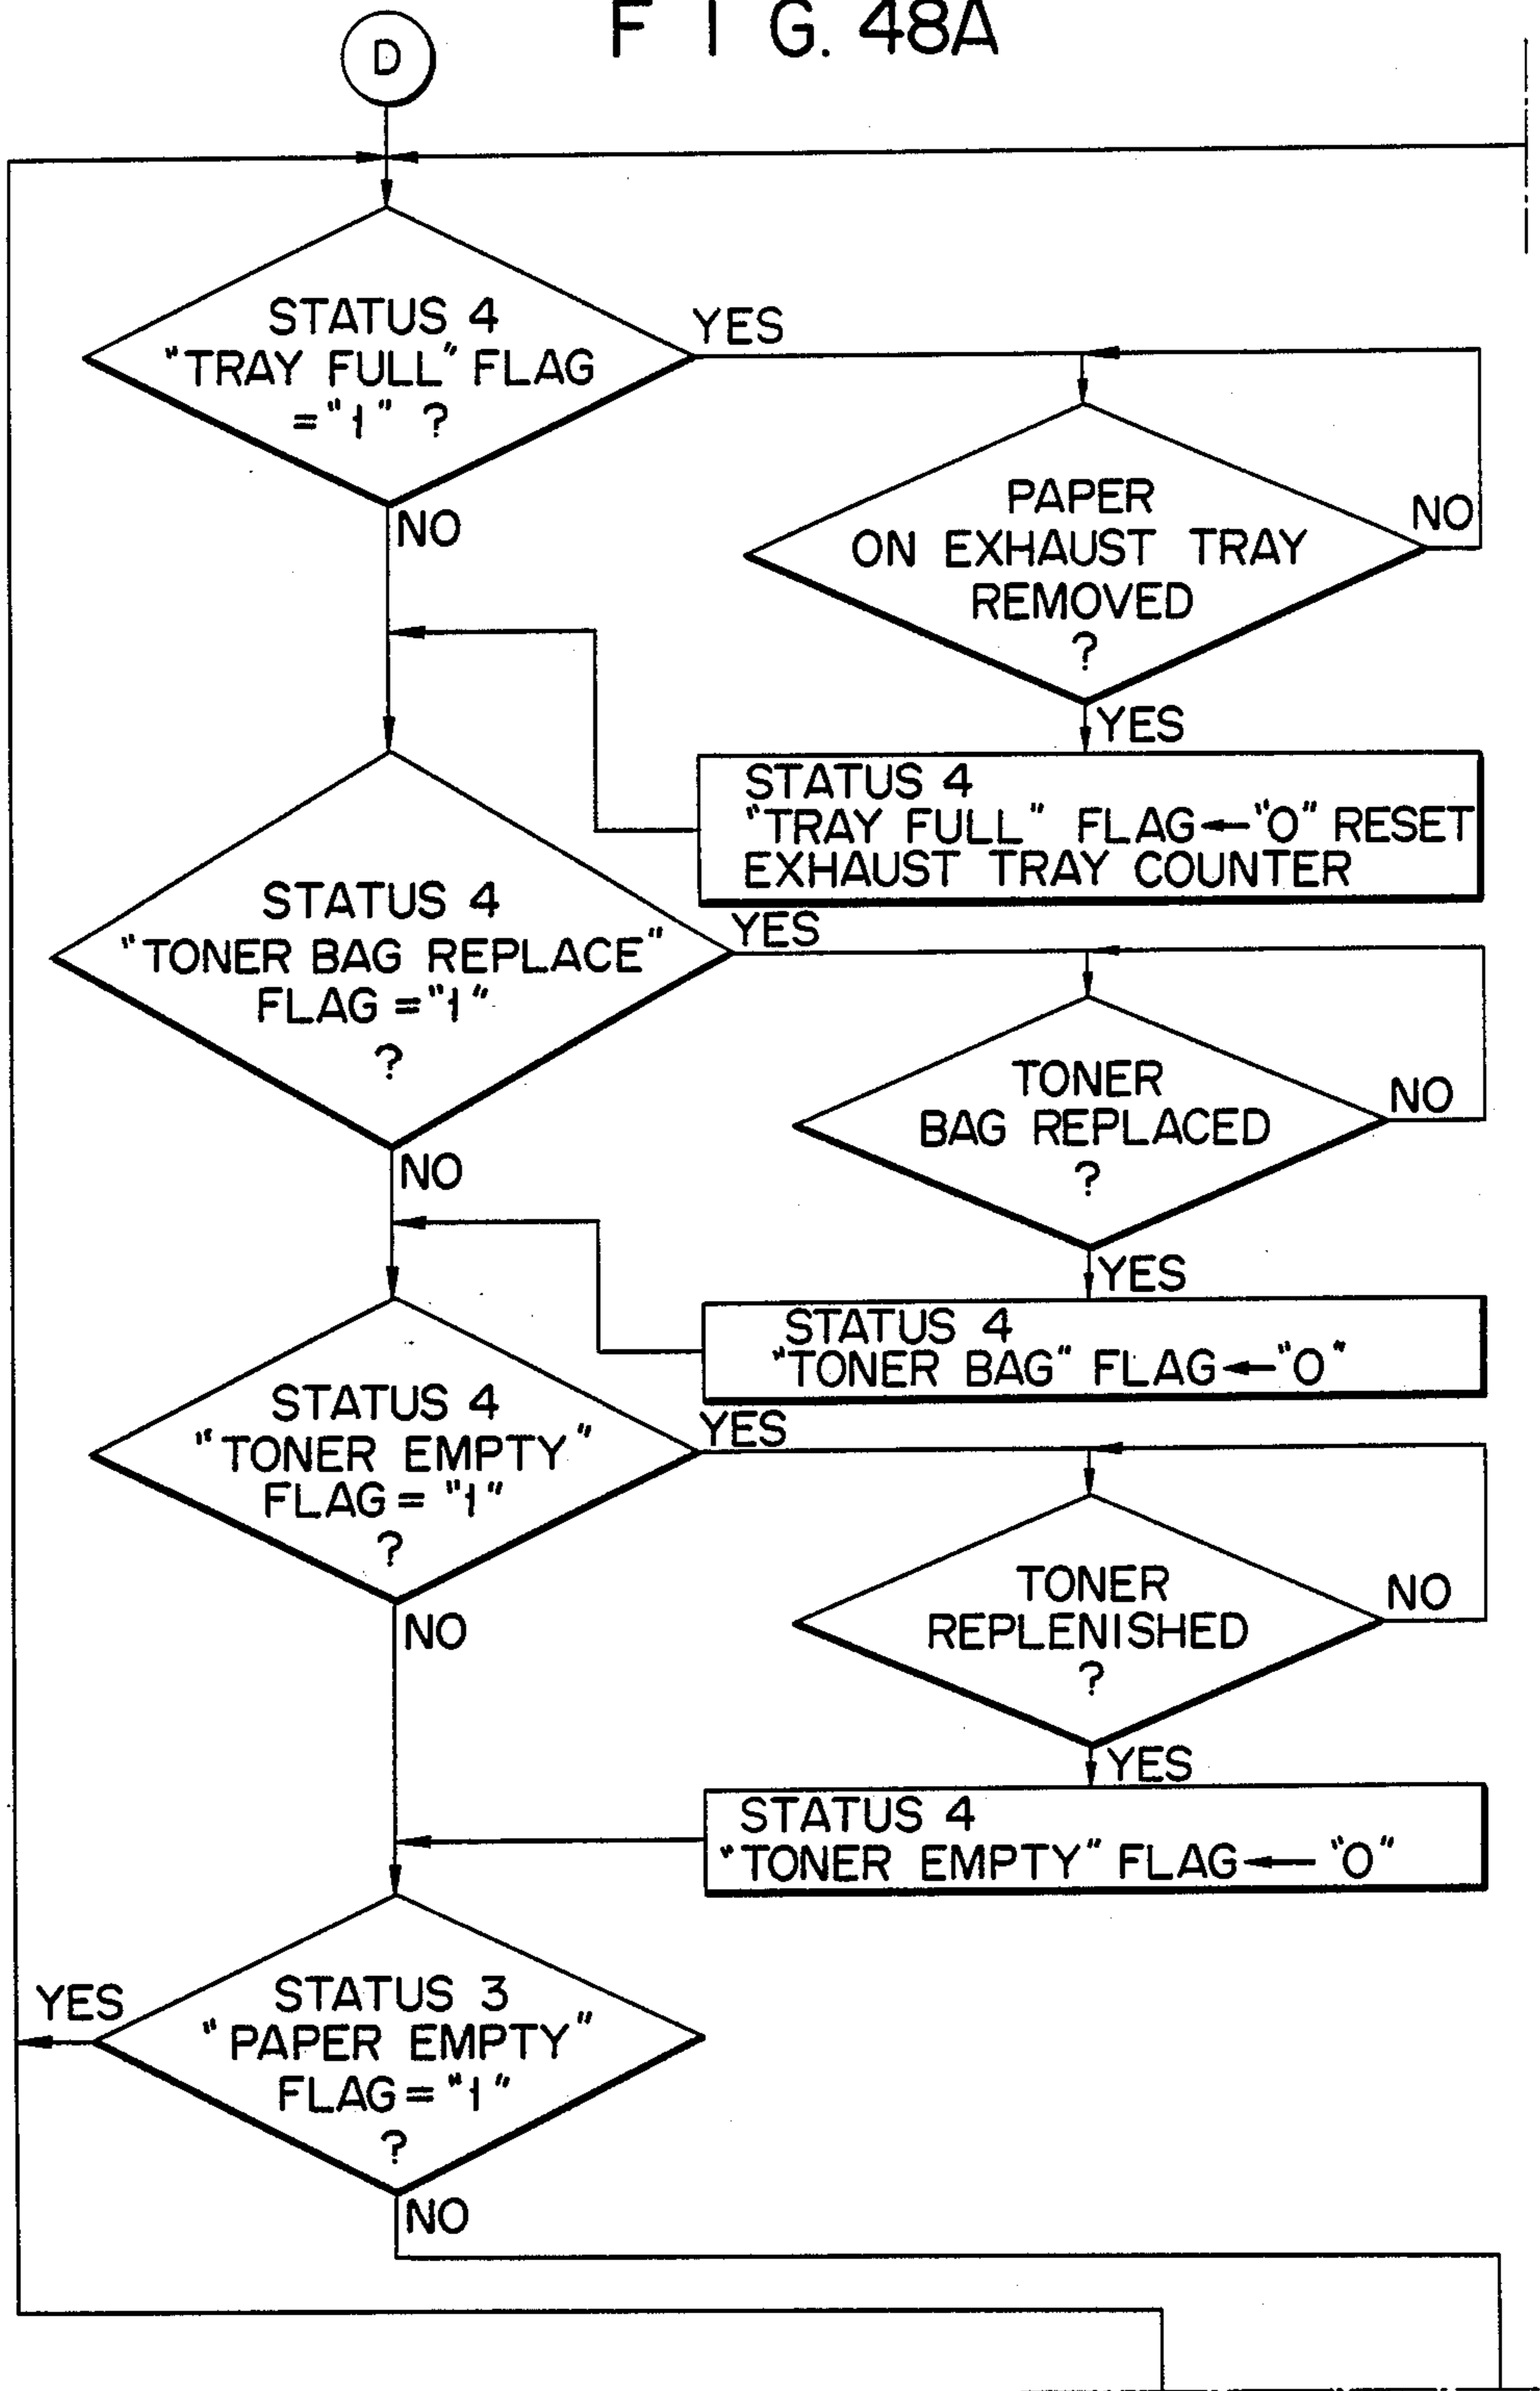 F I G. 48A
D
STATUS 4
"TRAY FULL" FLAG
="1" ?
YES
NO
PAPER
ON EXHAUST TRAY
REMOVED
?
NO
YES
STATUS 4
"TRAY FULL" FLAG←"0" RESET
EXHAUST TRAY COUNTER
STATUS 4
"TONER BAG REPLACE"
FLAG ="1"
?
YES
NO
TONER
BAG REPLACED
?
NO
YES
STATUS 4
"TONER BAG" FLAG←"0"
STATUS 4
"TONER EMPTY"
FLAG = "1"
?
YES
NO
TONER
REPLENISHED
?
NO
YES
STATUS 4
"TONER EMPTY" FLAG← "0"
STATUS 3
"PAPER EMPTY"
FLAG = "1"
?
YES
NO